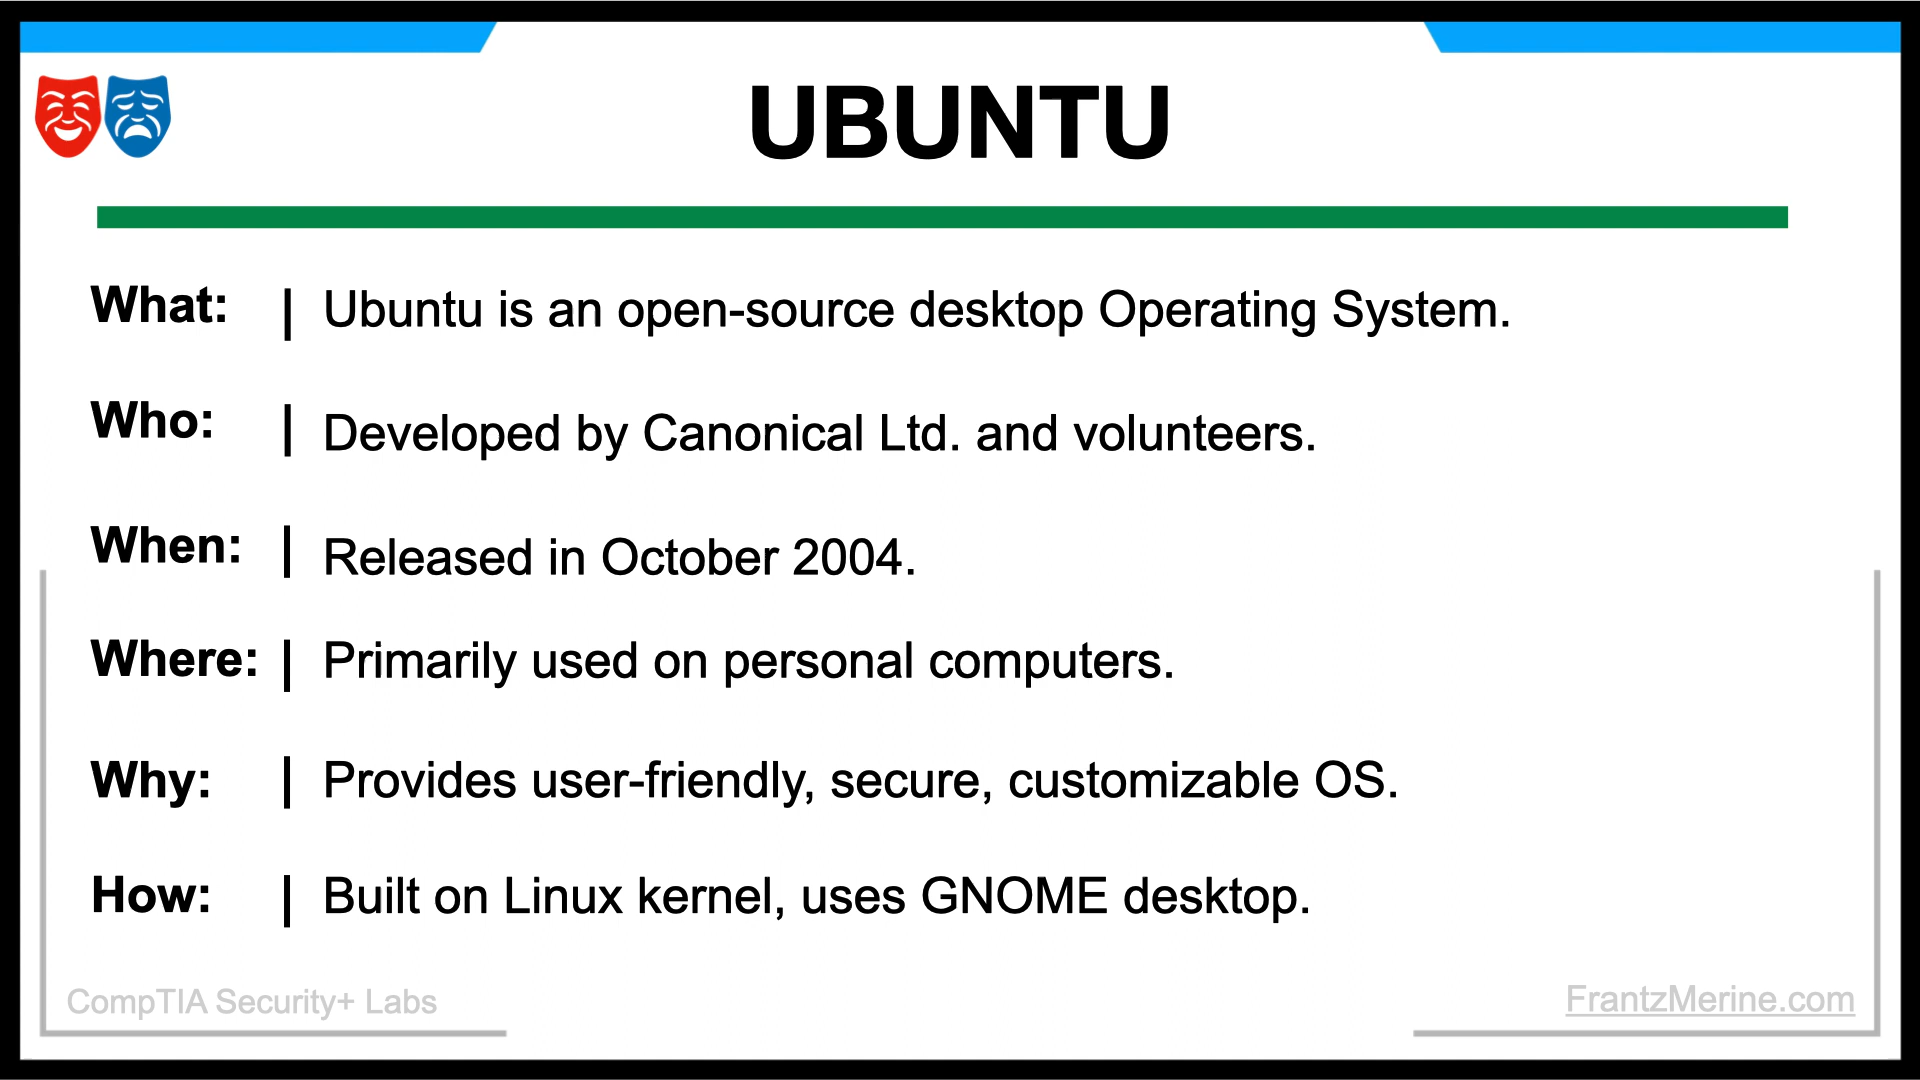 UBUNTU
What: | Ubuntu is an open-source desktop Operating System.
Who: | Developed by Canonical Ltd. and volunteers.
When: | Released in October 2004.
Where: | Primarily used on personal computers.
Why: | Provides user-friendly, secure, customizable OS.
How: | Built on Linux kernel, uses GNOME desktop.
CompTIA Security+ Labs
FrantzMerine.com